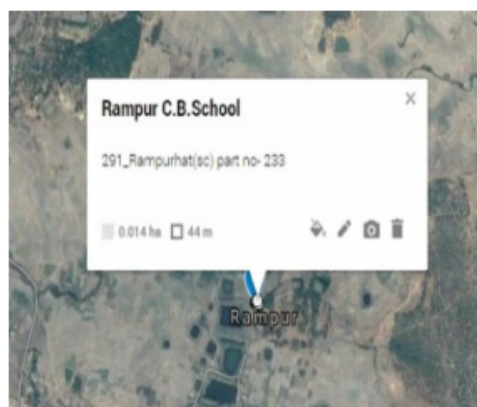 Rampur C.B.School
291_Rampurhat(sc) part no- 233
0.014 ha 44 m
Rampur